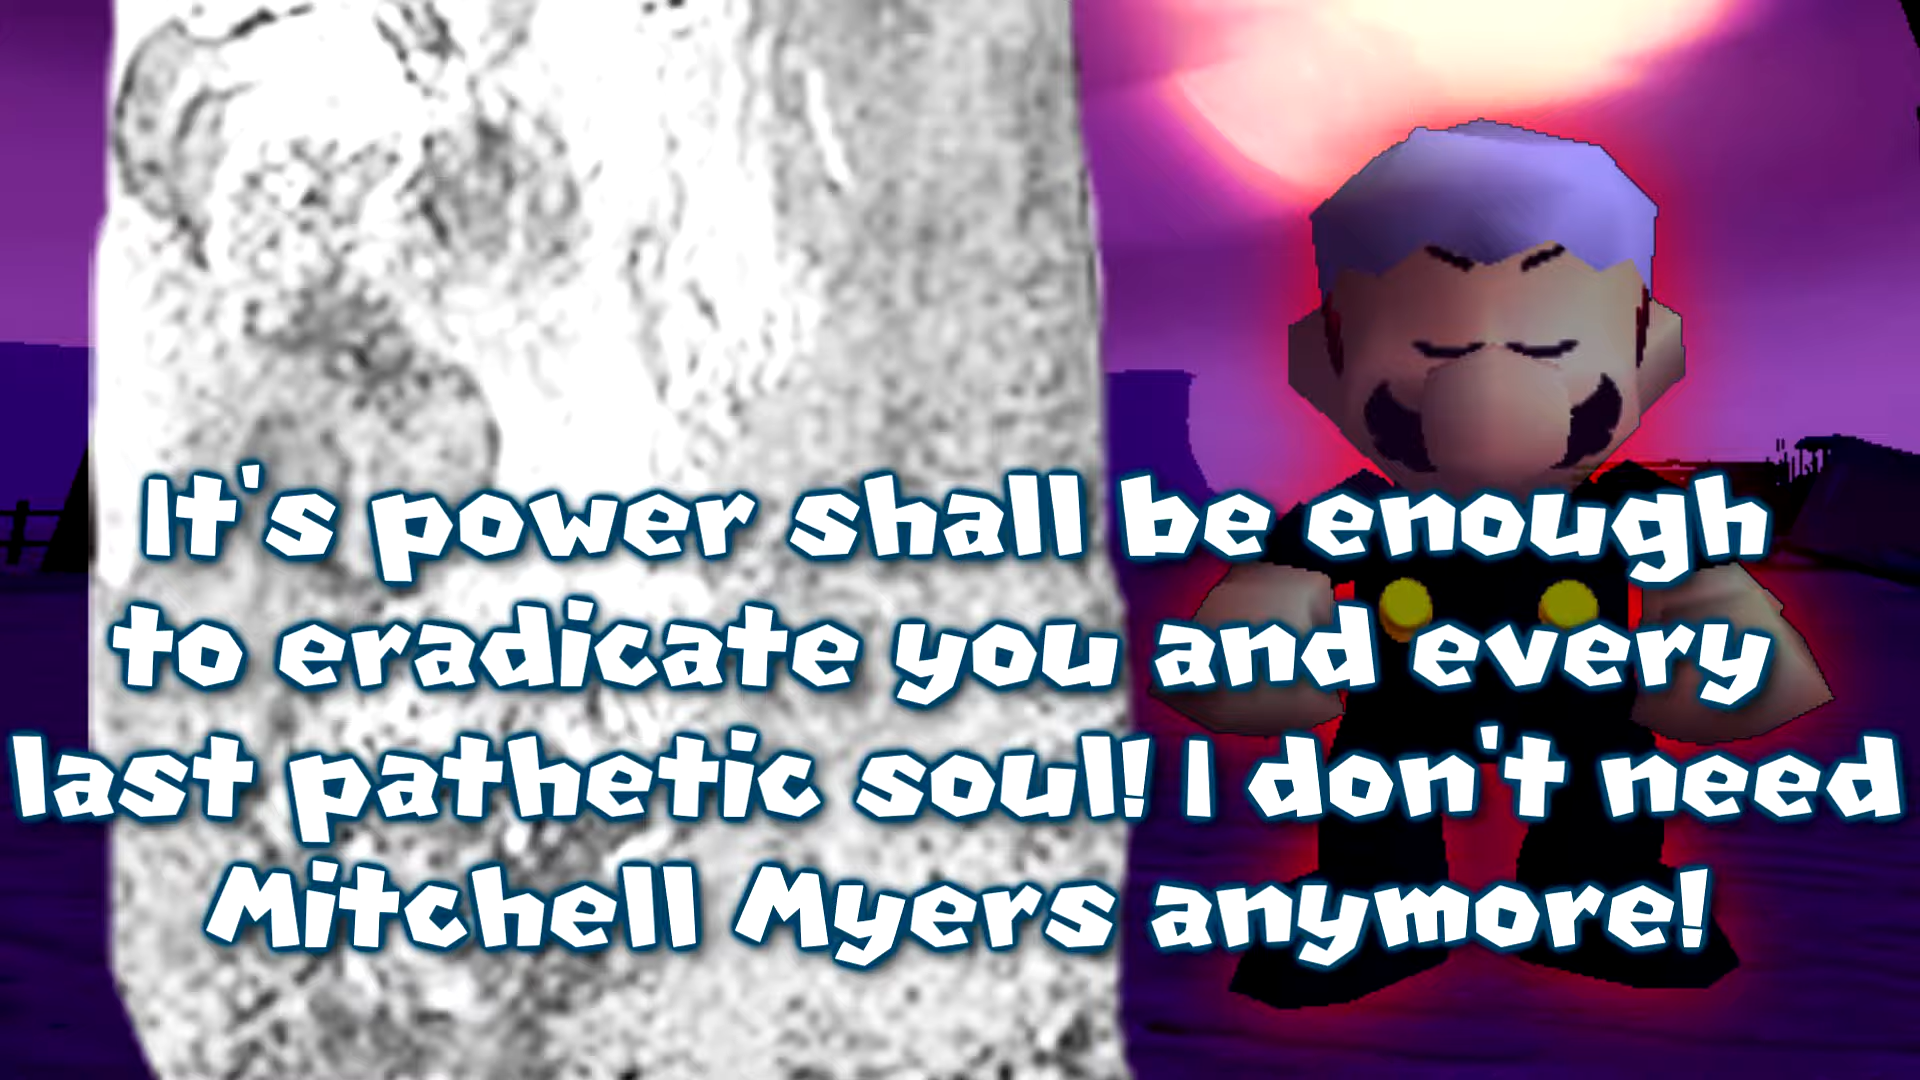 It's power shall be enough
to eradicate you and every
last pathetic soul! I don't need
Mitchell Myers anymore!